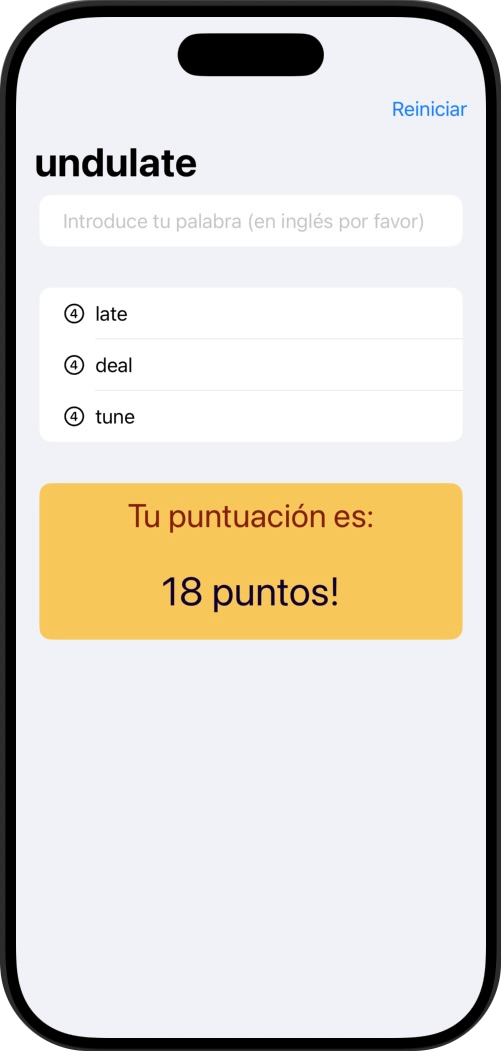 Reiniciar
undulate
Introduce tu palabra (en inglés por favor)
4 late
4 deal
4 tune
Tu puntuación es:
18 puntos!